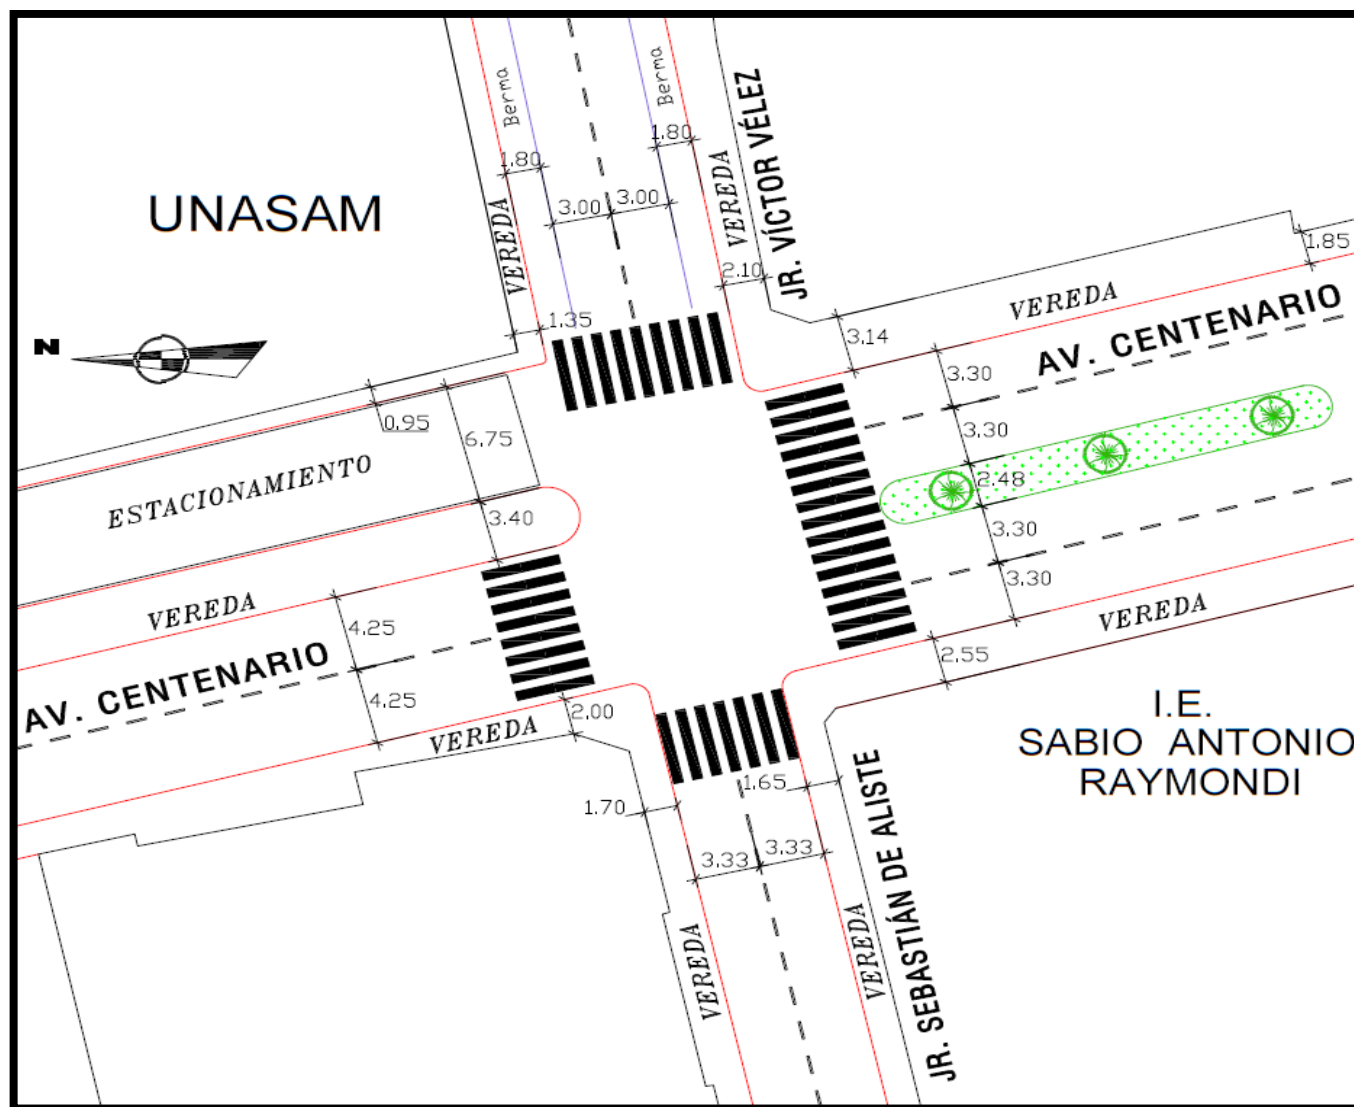 Berma
Berma
1.80
1.80
JR. VÍCTOR VÉLEZ
VEREDA
UNASAM
3.00
3.00
VEREDA
2.10
1.85
VEREDA
AV. CENTENARIO
N
1.35
3.14
3.30
0.95
6.75
3.30
ESTACIONAMIENTO
2.48
3.40
3.30
3.30
VEREDA
VEREDA
4.25
AV. CENTENARIO
4.25
2.55
2.00
VEREDA
I.E.
SABIO ANTONIO
RAYMONDI
1.65
1.70
3.33
3.33
JR. SEBASTIÁN DE ALISTE
VEREDA
VEREDA